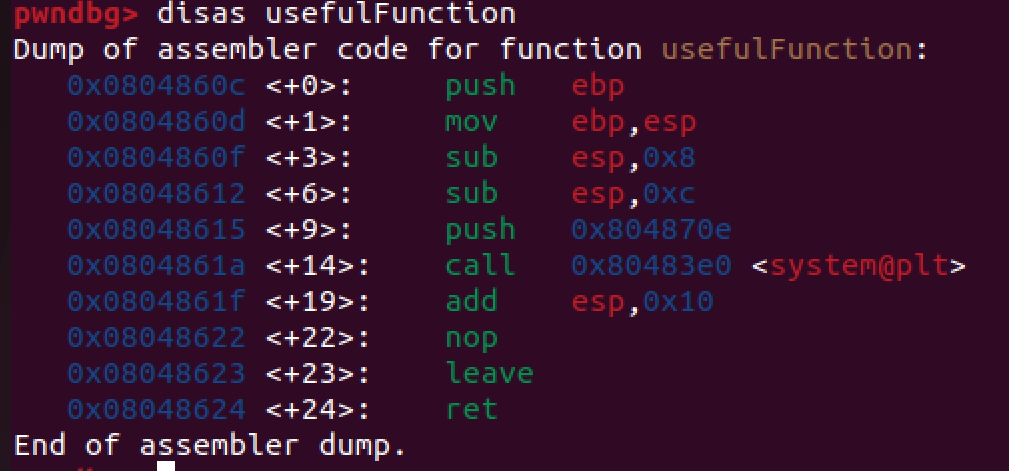 pwndbg> disas usefulFunction
Dump of assembler code for function usefulFunction:
   0x0804860c <+0>:     push   ebp
   0x0804860d <+1>:     mov    ebp,esp
   0x0804860f <+3>:     sub    esp,0x8
   0x08048612 <+6>:     sub    esp,0xc
   0x08048615 <+9>:     push   0x804870e
   0x0804861a <+14>:    call   0x80483e0 <system@plt>
   0x0804861f <+19>:    add    esp,0x10
   0x08048622 <+22>:    nop
   0x08048623 <+23>:    leave
   0x08048624 <+24>:    ret
End of assembler dump.